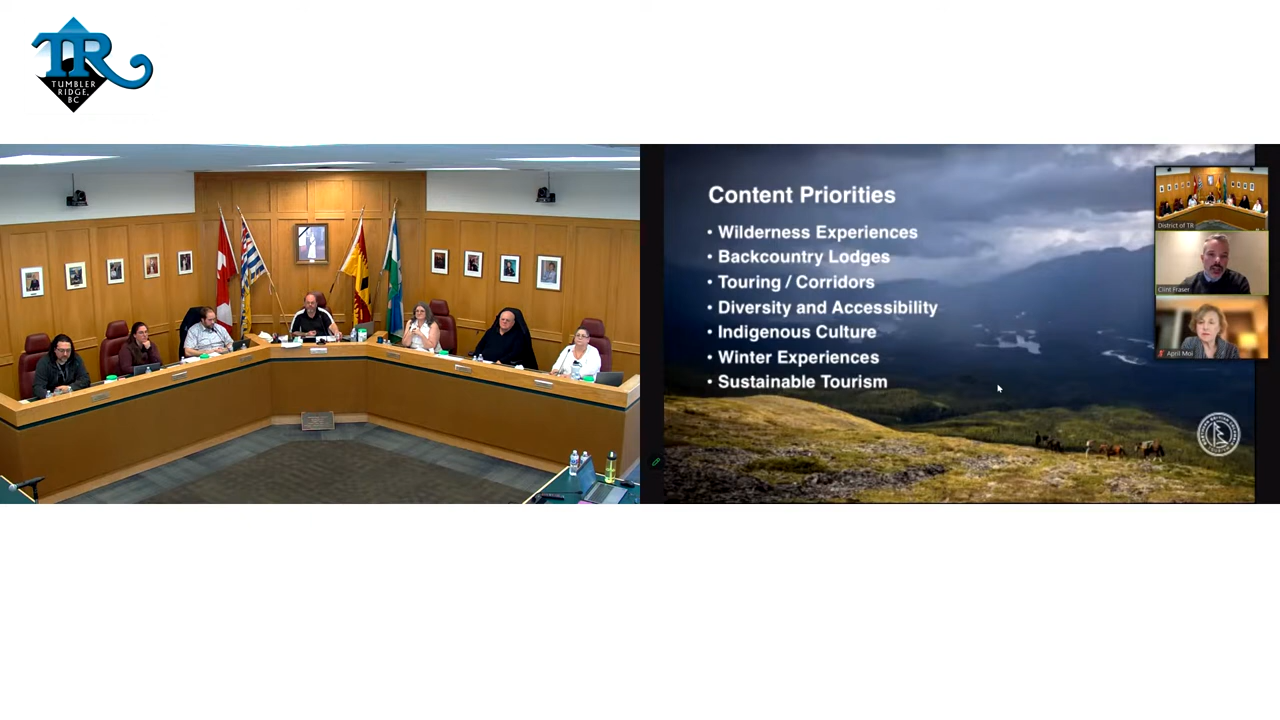 TR
TUMBLER
RIDGE,
BC
Content Priorities
• Wilderness Experiences
• Backcountry Lodges
• Touring / Corridors
• Diversity and Accessibility
• Indigenous Culture
• Winter Experiences
• Sustainable Tourism
District of TR
Clint Fraser
April Moi